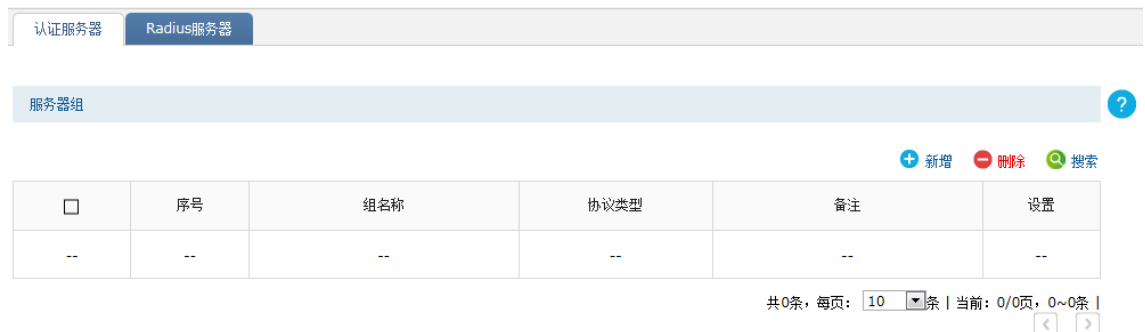 认证服务器 Radius服务器
服务器组 ?
新增 删除 搜索
序号 组名称 协议类型 备注 设置
-- -- -- -- -- --
共0条，每页： 10 条 | 当前: 0/0页，0~0条 |
< >